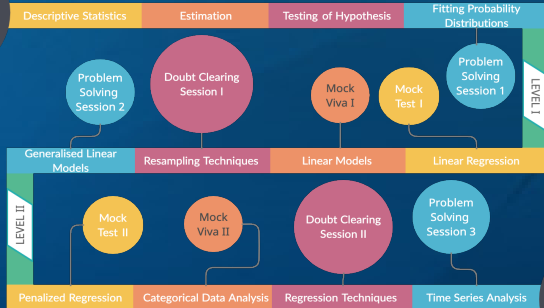 Descriptive Statistics
Estimation
Testing of Hypothesis
Fitting Probability
Distributions
Problem
Solving
Session 2
Doubt Clearing
Session I
Mock
Viva I
Mock
Test I
Problem
Solving
Session 1
LEVEL I
Generalised Linear
Models
Resampling Techniques
Linear Models
Linear Regression
LEVEL II
Mock
Test II
Mock
Viva II
Doubt Clearing
Session II
Problem
Solving
Session 3
Penalized Regression
Categorical Data Analysis
Regression Techniques
Time Series Analysis